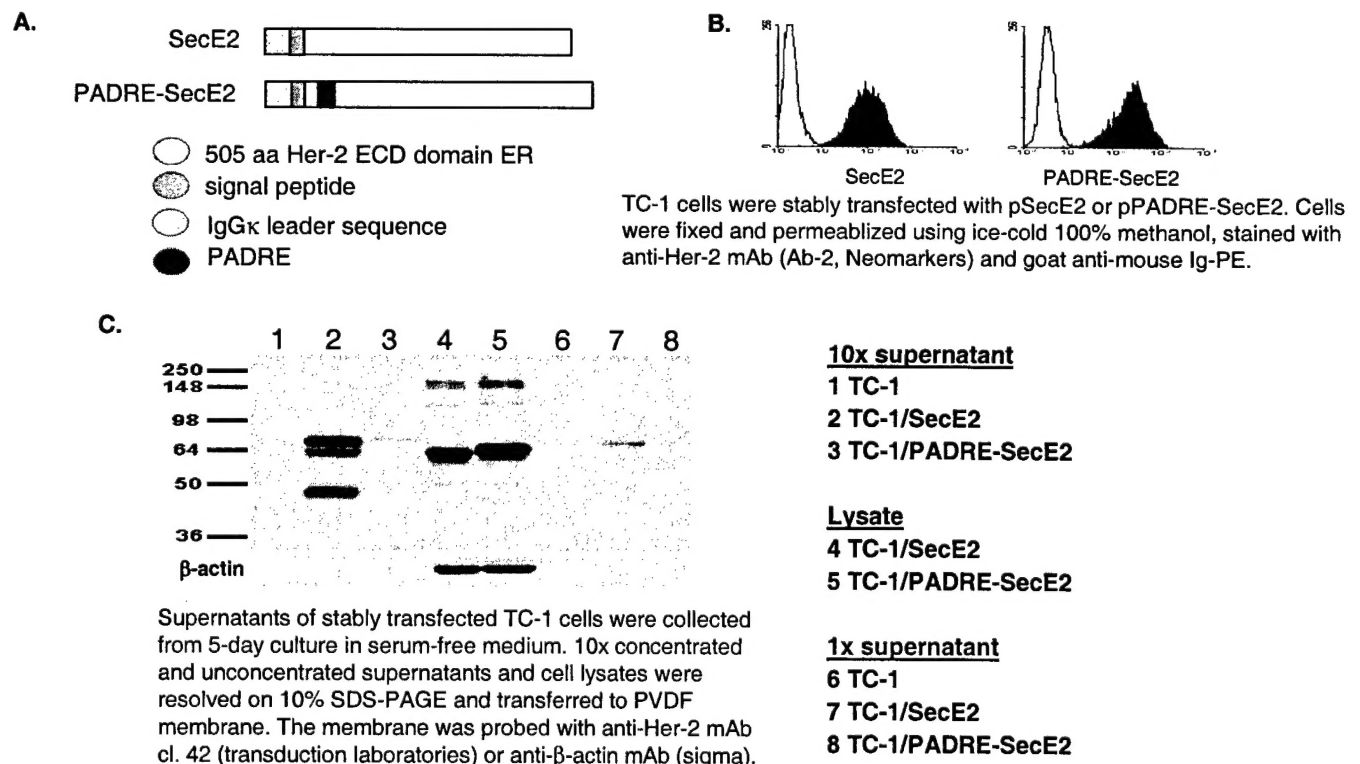 A.
SecE2
PADRE-SecE2
505 aa Her-2 ECD domain ER
signal peptide
IgGκ leader sequence
PADRE
B.
SecE2
PADRE-SecE2
TC-1 cells were stably transfected with pSecE2 or pPADRE-SecE2. Cells
were fixed and permeablized using ice-cold 100% methanol, stained with
anti-Her-2 mAb (Ab-2, Neomarkers) and goat anti-mouse Ig-PE.
C.
1 2 3 4 5 6 7 8
250
148
98
64
50
36
β-actin
Supernatants of stably transfected TC-1 cells were collected
from 5-day culture in serum-free medium. 10x concentrated
and unconcentrated supernatants and cell lysates were
resolved on 10% SDS-PAGE and transferred to PVDF
membrane. The membrane was probed with anti-Her-2 mAb
cl. 42 (transduction laboratories) or anti-β-actin mAb (sigma).
10x supernatant
1 TC-1
2 TC-1/SecE2
3 TC-1/PADRE-SecE2
Lysate
4 TC-1/SecE2
5 TC-1/PADRE-SecE2
1x supernatant
6 TC-1
7 TC-1/SecE2
8 TC-1/PADRE-SecE2